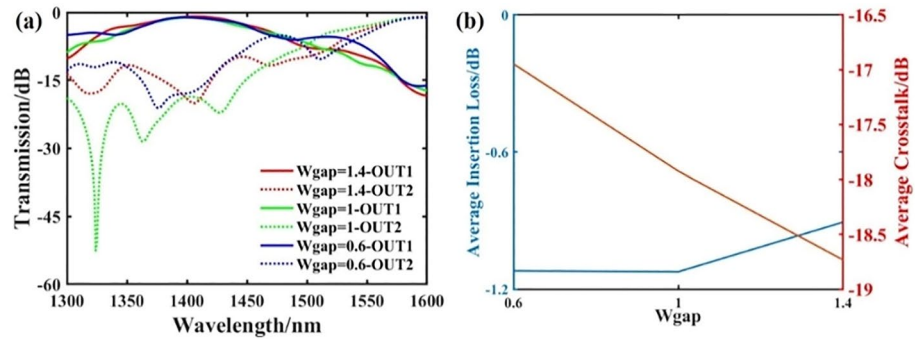 (a)
Transmission/dB
0
-15
-30
-45
-60
1300
1350
1400
1450
1500
1550
1600
Wavelength/nm
Wgap=1.4-OUT1
Wgap=1.4-OUT2
Wgap=1-OUT1
Wgap=1-OUT2
Wgap=0.6-OUT1
Wgap=0.6-OUT2
(b)
Average Insertion Loss/dB
0
-0.6
-1.2
0.6
1
1.4
Wgap
-16.5
-17
-17.5
-18
-18.5
-19
Average Crosstalk/dB